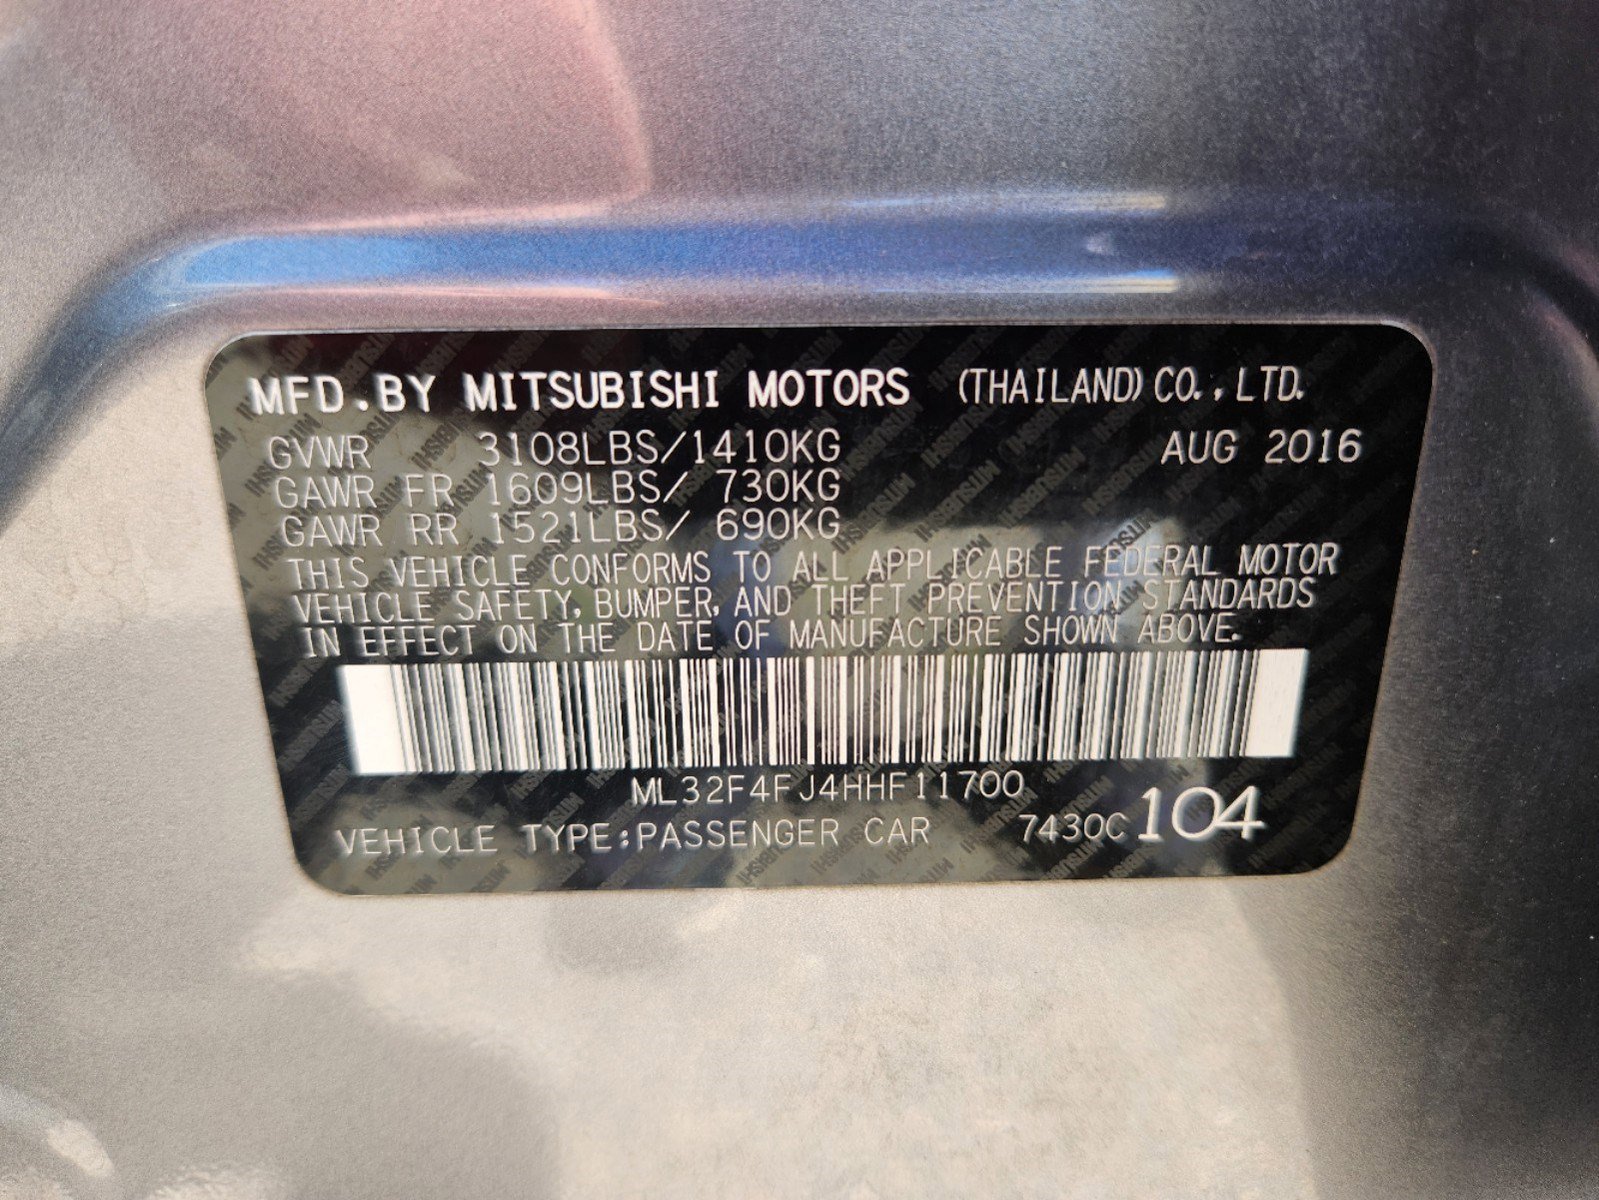 MFD.BY MITSUBISHI MOTORS (THAILAND) CO.,LTD.
GVWR 3108LBS/1410KG AUG 2016
GAWR FR 1609LBS/ 730KG
GAWR RR 1521LBS/ 690KG
THIS VEHICLE CONFORMS TO ALL APPLICABLE FEDERAL MOTOR
VEHICLE SAFETY, BUMPER, AND THEFT PREVENTION STANDARDS
IN EFFECT ON THE DATE OF MANUFACTURE SHOWN ABOVE.
ML32F4FJ4HHF11700
VEHICLE TYPE:PASSENGER CAR 7430C 104